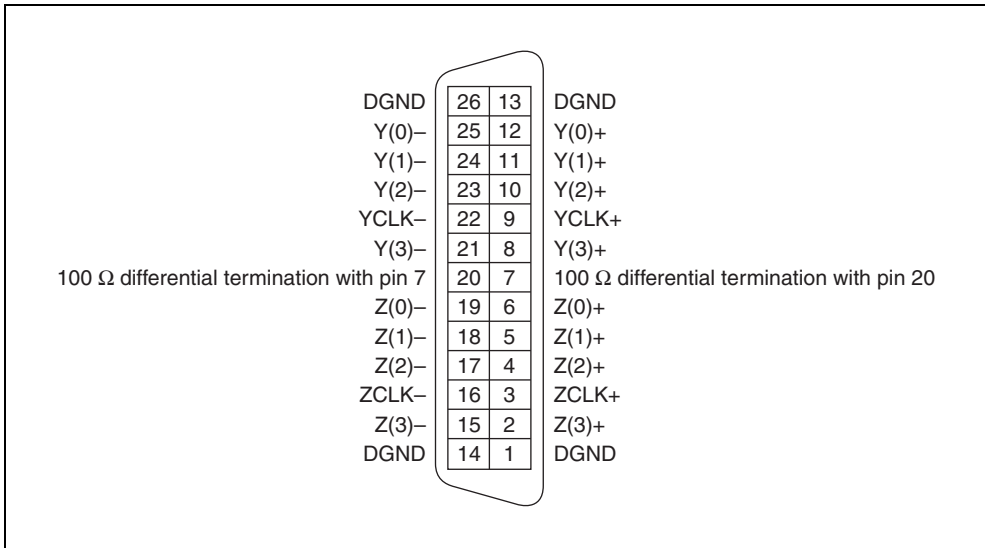 DGND 26 13 DGND
Y(0)– 25 12 Y(0)+
Y(1)– 24 11 Y(1)+
Y(2)– 23 10 Y(2)+
YCLK– 22 9 YCLK+
Y(3)– 21 8 Y(3)+
100 Ω differential termination with pin 7 20 7 100 Ω differential termination with pin 20
Z(0)– 19 6 Z(0)+
Z(1)– 18 5 Z(1)+
Z(2)– 17 4 Z(2)+
ZCLK– 16 3 ZCLK+
Z(3)– 15 2 Z(3)+
DGND 14 1 DGND